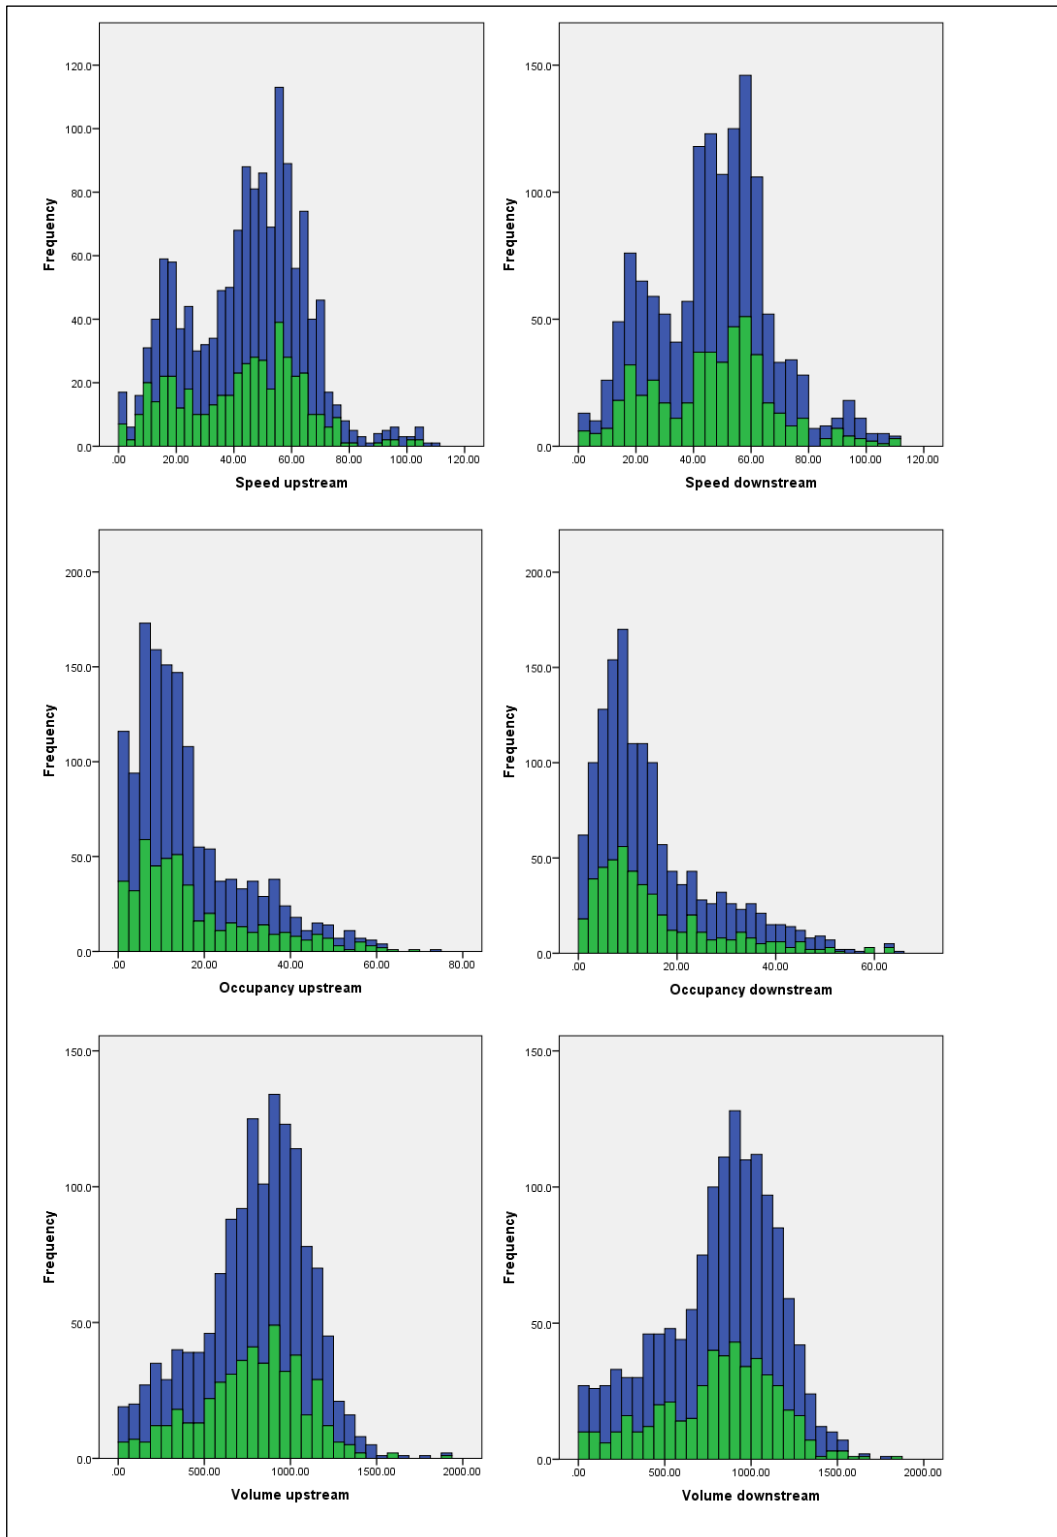 120.0
100.0
80.0
60.0
40.0
20.0
0.0
Frequency
.00 20.00 40.00 60.00 80.00 100.00 120.00
Speed upstream
150.0
100.0
50.0
0.0
Frequency
.00 20.00 40.00 60.00 80.00 100.00 120.00
Speed downstream
200.0
150.0
100.0
50.0
0.0
Frequency
.00 20.00 40.00 60.00 80.00
Occupancy upstream
200.0
150.0
100.0
50.0
0.0
Frequency
.00 20.00 40.00 60.00
Occupancy downstream
150.0
100.0
50.0
0.0
Frequency
.00 500.00 1000.00 1500.00 2000.00
Volume upstream
150.0
100.0
50.0
0.0
Frequency
.00 500.00 1000.00 1500.00 2000.00
Volume downstream